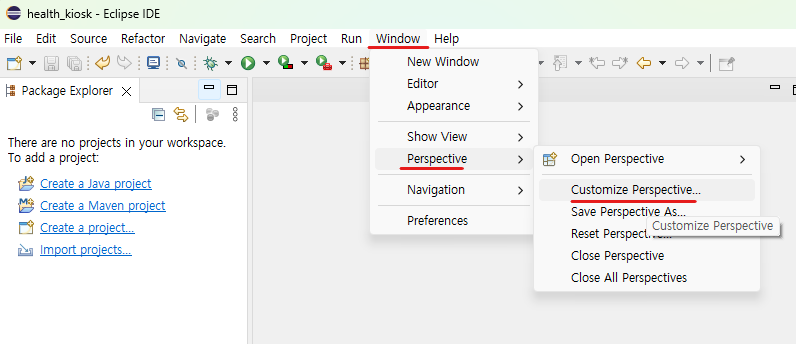 health_kiosk - Eclipse IDE
File Edit Source Refactor Navigate Search Project Run Window Help
Package Explorer
There are no projects in your workspace.
To add a project:
Create a Java project
Create a Maven project
Create a project...
Import projects...
New Window
Editor
Appearance
Show View
Perspective
Navigation
Preferences
Open Perspective
Customize Perspective...
Save Perspective As...
Customize Perspective
Reset Perspective...
Close Perspective
Close All Perspectives